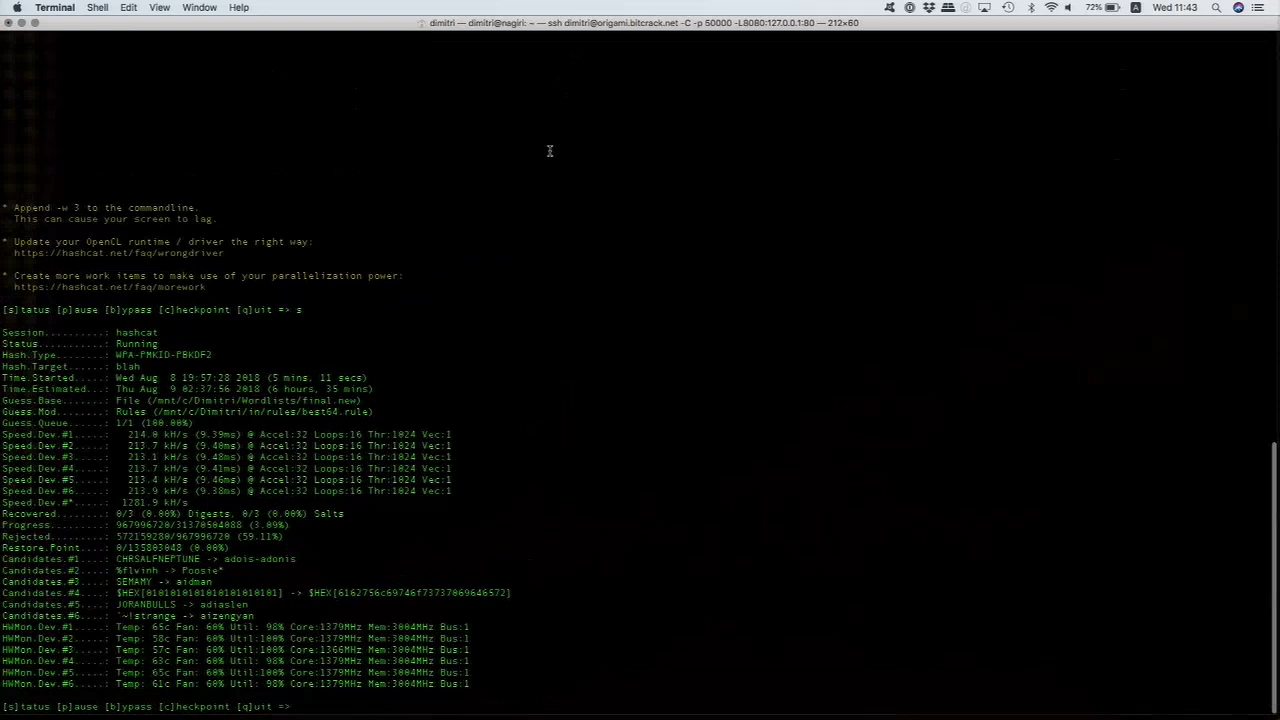 Terminal Shell Edit View Window Help 72% A Wed 11:43
dimitri — dimitri@nagiri: ~ — ssh dimitri@origami.bitcrack.net -C -p 50000 -L8080:127.0.0.1:80 — 212×60
* Append -w 3 to the commandline.
This can cause your screen to lag.
* Update your OpenCL runtime / driver the right way:
https://hashcat.net/faq/wrongdriver
* Create more work items to make use of your parallelization power:
https://hashcat.net/faq/morework
[s]tatus [p]ause [b]ypass [c]heckpoint [q]uit => s
Session..........: hashcat
Status...........: Running
Hash.Type........: WPA-PMKID-PBKDF2
Hash.Target......: blah
Time.Started.....: Wed Aug  8 19:57:28 2018 (5 mins, 11 secs)
Time.Estimated...: Thu Aug  9 02:37:56 2018 (6 hours, 35 mins)
Guess.Base.......: File (/mnt/c/Dimitri/Wordlists/final.new)
Guess.Mod........: Rules (/mnt/c/Dimitri/in/rules/best64.rule)
Guess.Queue......: 1/1 (100.00%)
Speed.Dev.#1.....:   214.0 kH/s (9.39ms) @ Accel:32 Loops:16 Thr:1024 Vec:1
Speed.Dev.#2.....:   213.7 kH/s (9.40ms) @ Accel:32 Loops:16 Thr:1024 Vec:1
Speed.Dev.#3.....:   213.1 kH/s (9.48ms) @ Accel:32 Loops:16 Thr:1024 Vec:1
Speed.Dev.#4.....:   213.7 kH/s (9.41ms) @ Accel:32 Loops:16 Thr:1024 Vec:1
Speed.Dev.#5.....:   213.4 kH/s (9.46ms) @ Accel:32 Loops:16 Thr:1024 Vec:1
Speed.Dev.#6.....:   213.9 kH/s (9.38ms) @ Accel:32 Loops:16 Thr:1024 Vec:1
Speed.Dev.#*.....:  1281.9 kH/s
Recovered........: 0/3 (0.00%) Digests, 0/3 (0.00%) Salts
Progress.........: 967996720/31370504088 (3.09%)
Rejected.........: 572159280/967996720 (59.11%)
Restore.Point....: 0/135803048 (0.00%)
Candidates.#1....: CHRSALFNEPTUNE -> adois-adonis
Candidates.#2....: %flvinh -> Poosie*
Candidates.#3....: SEMAMY -> aidman
Candidates.#4....: $HEX[0101010101010101010101] -> $HEX[6162756c69746f73737069646572]
Candidates.#5....: JORANBULLS -> adiaslen
Candidates.#6....: `~!strange -> aizengyan
HWMon.Dev.#1.....: Temp: 65c Fan: 60% Util: 98% Core:1379MHz Mem:3004MHz Bus:1
HWMon.Dev.#2.....: Temp: 58c Fan: 60% Util:100% Core:1379MHz Mem:3004MHz Bus:1
HWMon.Dev.#3.....: Temp: 57c Fan: 60% Util:100% Core:1366MHz Mem:3004MHz Bus:1
HWMon.Dev.#4.....: Temp: 63c Fan: 60% Util: 98% Core:1379MHz Mem:3004MHz Bus:1
HWMon.Dev.#5.....: Temp: 65c Fan: 60% Util:100% Core:1379MHz Mem:3004MHz Bus:1
HWMon.Dev.#6.....: Temp: 61c Fan: 60% Util: 98% Core:1379MHz Mem:3004MHz Bus:1
[s]tatus [p]ause [b]ypass [c]heckpoint [q]uit =>